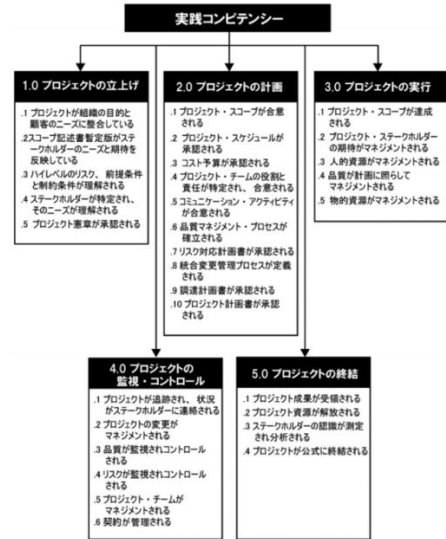 実践コンピテンシー
1.0 プロジェクトの立上げ
.1 プロジェクトが組織の目的と
顧客のニーズに整合している
.2スコープ記述書暫定版がステ
ークホルダーのニーズと期待を
反映している
.3 ハイレベルのリスク、前提条件
と制約条件が理解される
.4 ステークホルダーが特定され、
そのニーズが理解される
.5 プロジェクト憲章が承認される
2.0 プロジェクトの計画
.1 プロジェクト・スコープが合意
される
.2 プロジェクト・スケジュールが
承認される
.3 コスト予算が承認される
.4 プロジェクト・チームの役割と
責任が特定され、合意される
.5 コミュニケーション・アクティビティ
が合意される
.6 品質マネジメント・プロセスが
確立される
.7 リスク対応計画書が承認される
.8 統合変更管理プロセスが定義
される
.9 調達計画書が承認される
.10 プロジェクト計画書が承認
される
3.0 プロジェクトの実行
.1 プロジェクト・スコープが達成
される
.2 プロジェクト・ステークホルダー
の期待がマネジメントされる
.3 人的資源がマネジメントされる
.4 品質が計画に照らして
マネジメントされる
.5 物的資源がマネジメントされる
4.0 プロジェクトの
監視・コントロール
.1 プロジェクトが追跡され、状況
がステークホルダーに連絡される
.2 プロジェクトの変更が
マネジメントされる
.3 品質が監視されコントロール
される
.4 リスクが監視されコントロール
される
.5 プロジェクト・チームが
マネジメントされる
.6 契約が管理される
5.0 プロジェクトの終結
.1 プロジェクト成果が受領される
.2 プロジェクト資源が解放される
.3 ステークホルダーの認識が測定
され分析される
.4 プロジェクトが公式に終結される